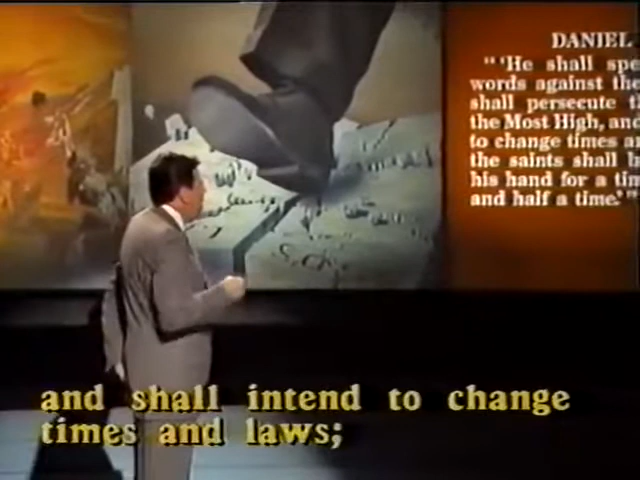 DANIEL
"'He shall spe
words against the
shall persecute t
the Most High, and
to change times a
the saints shall h
his hand for a tim
and half a time.'"
and shall intend to change
times and laws;